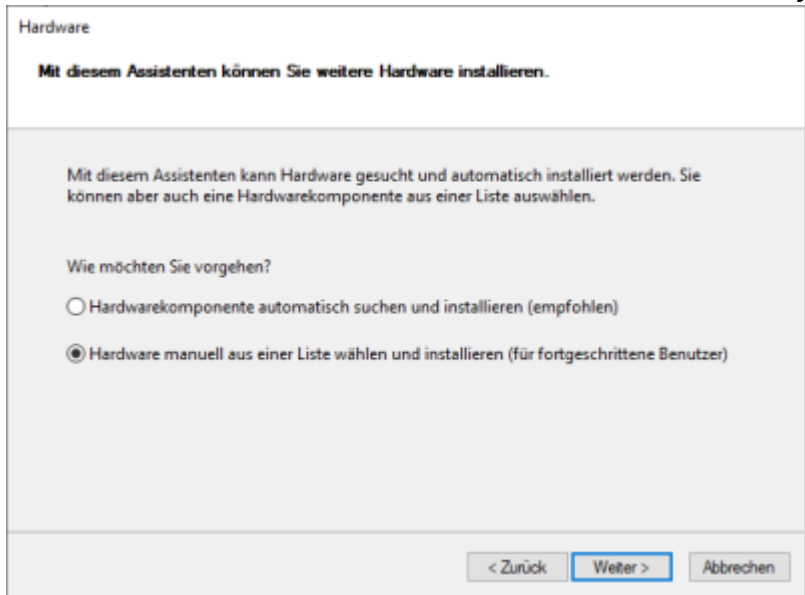 Hardware
Mit diesem Assistenten können Sie weitere Hardware installieren.
Mit diesem Assistenten kann Hardware gesucht und automatisch installiert werden. Sie
können aber auch eine Hardwarekomponente aus einer Liste auswählen.
Wie möchten Sie vorgehen?
Hardwarekomponente automatisch suchen und installieren (empfohlen)
Hardware manuell aus einer Liste wählen und installieren (für fortgeschrittene Benutzer)
< Zurück Weiter > Abbrechen